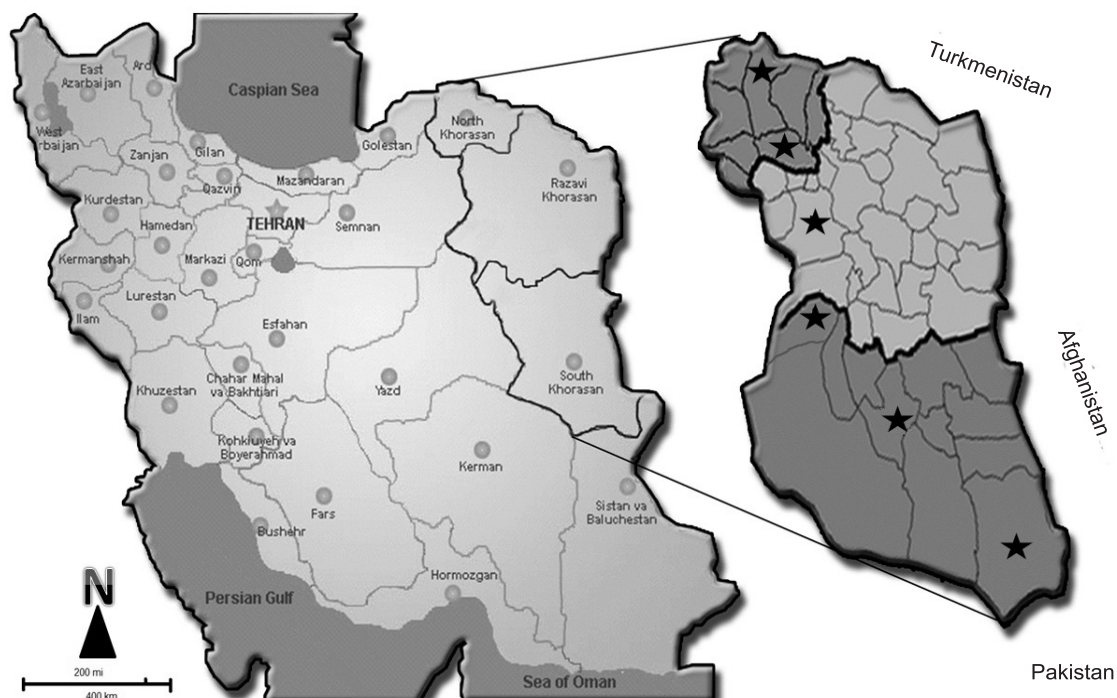 Turkmenistan
East
Azarbaijan
Ard
Caspian Sea
West
rbaijan
North
Khorasan
Golestan
Gilan
Zanjan
Qazvin
Mazandaran
Razavi
Khorasan
Kurdestan
Hamedan
TEHRAN
Semnan
Kermanshah
Markazi
Qom
Lurestan
Ilam
Esfahan
Afghanistan
Chahar Mahal
va Bakhtiari
Khuzestan
Yazd
South
Khorasan
Kohkiuyeh va
Boyerahmad
Kerman
Sistan va
Baluchestan
Fars
Bushehr
Hormozgan
N
Persian Gulf
200 mi
400 km
Sea of Oman
Pakistan